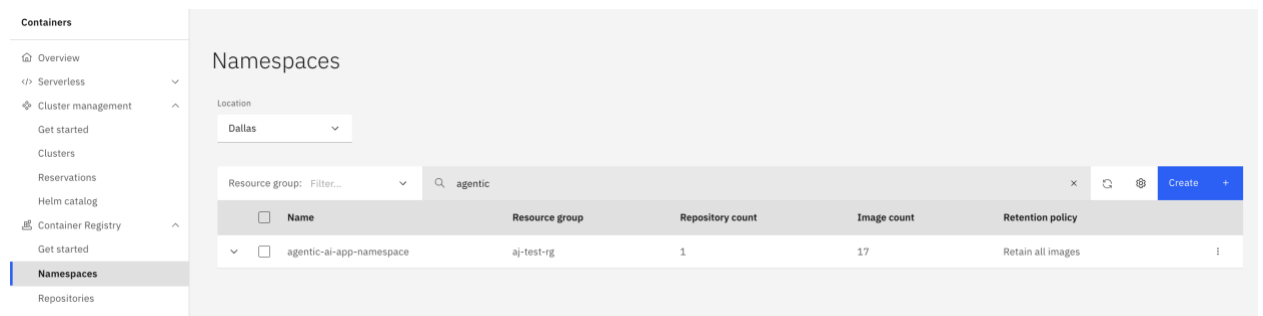 Containers
Overview
</> Serverless
Cluster management
Get started
Clusters
Reservations
Helm catalog
Container Registry
Get started
Namespaces
Repositories
Namespaces
Location
Dallas
Resource group: Filter... agentic Create +
Name Resource group Repository count Image count Retention policy
agentic-ai-app-namespace aj-test-rg 1 17 Retain all images